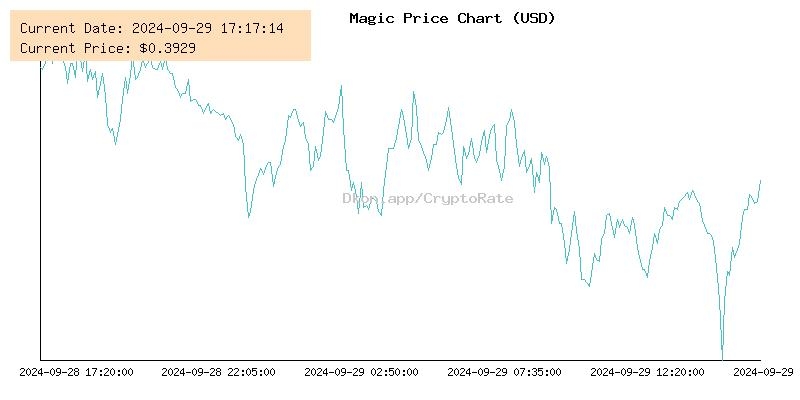 Magic Price Chart (USD)
Current Date: 2024-09-29 17:17:14
Current Price: $0.3929
Dkon.app/CryptoRate
2024-09-28 17:20:00
2024-09-28 22:05:00
2024-09-29 02:50:00
2024-09-29 07:35:00
2024-09-29 12:20:00
2024-09-29